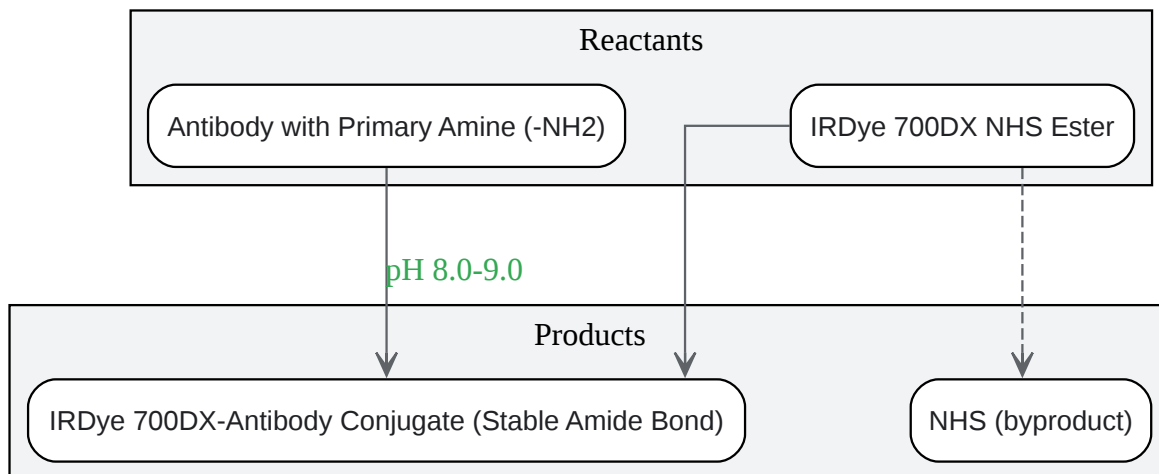 Reactants
Antibody with Primary Amine (-NH2)
IRDye 700DX NHS Ester
pH 8.0-9.0
Products
IRDye 700DX-Antibody Conjugate (Stable Amide Bond)
NHS (byproduct)